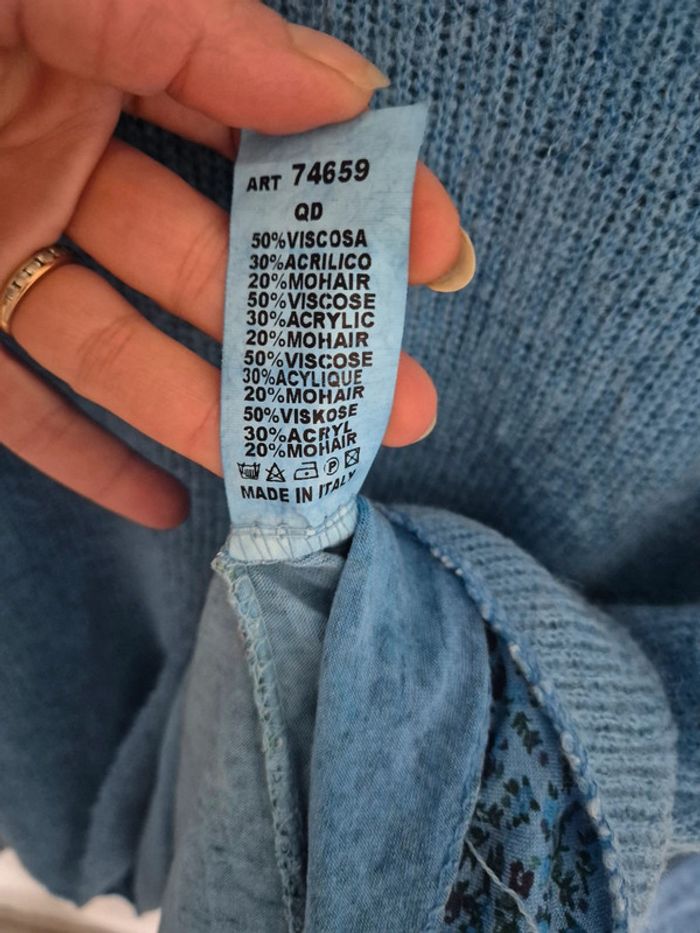 ART 74659
QD
50%VISCOSA
30%ACRILICO
20%MOHAIR
50%VISCOSE
30%ACRYLIC
20%MOHAIR
50%VISCOSE
30%ACYLIQUE
20%MOHAIR
50%VISKOSE
30%ACRYL
20%MOHAIR
P
MADE IN ITALY